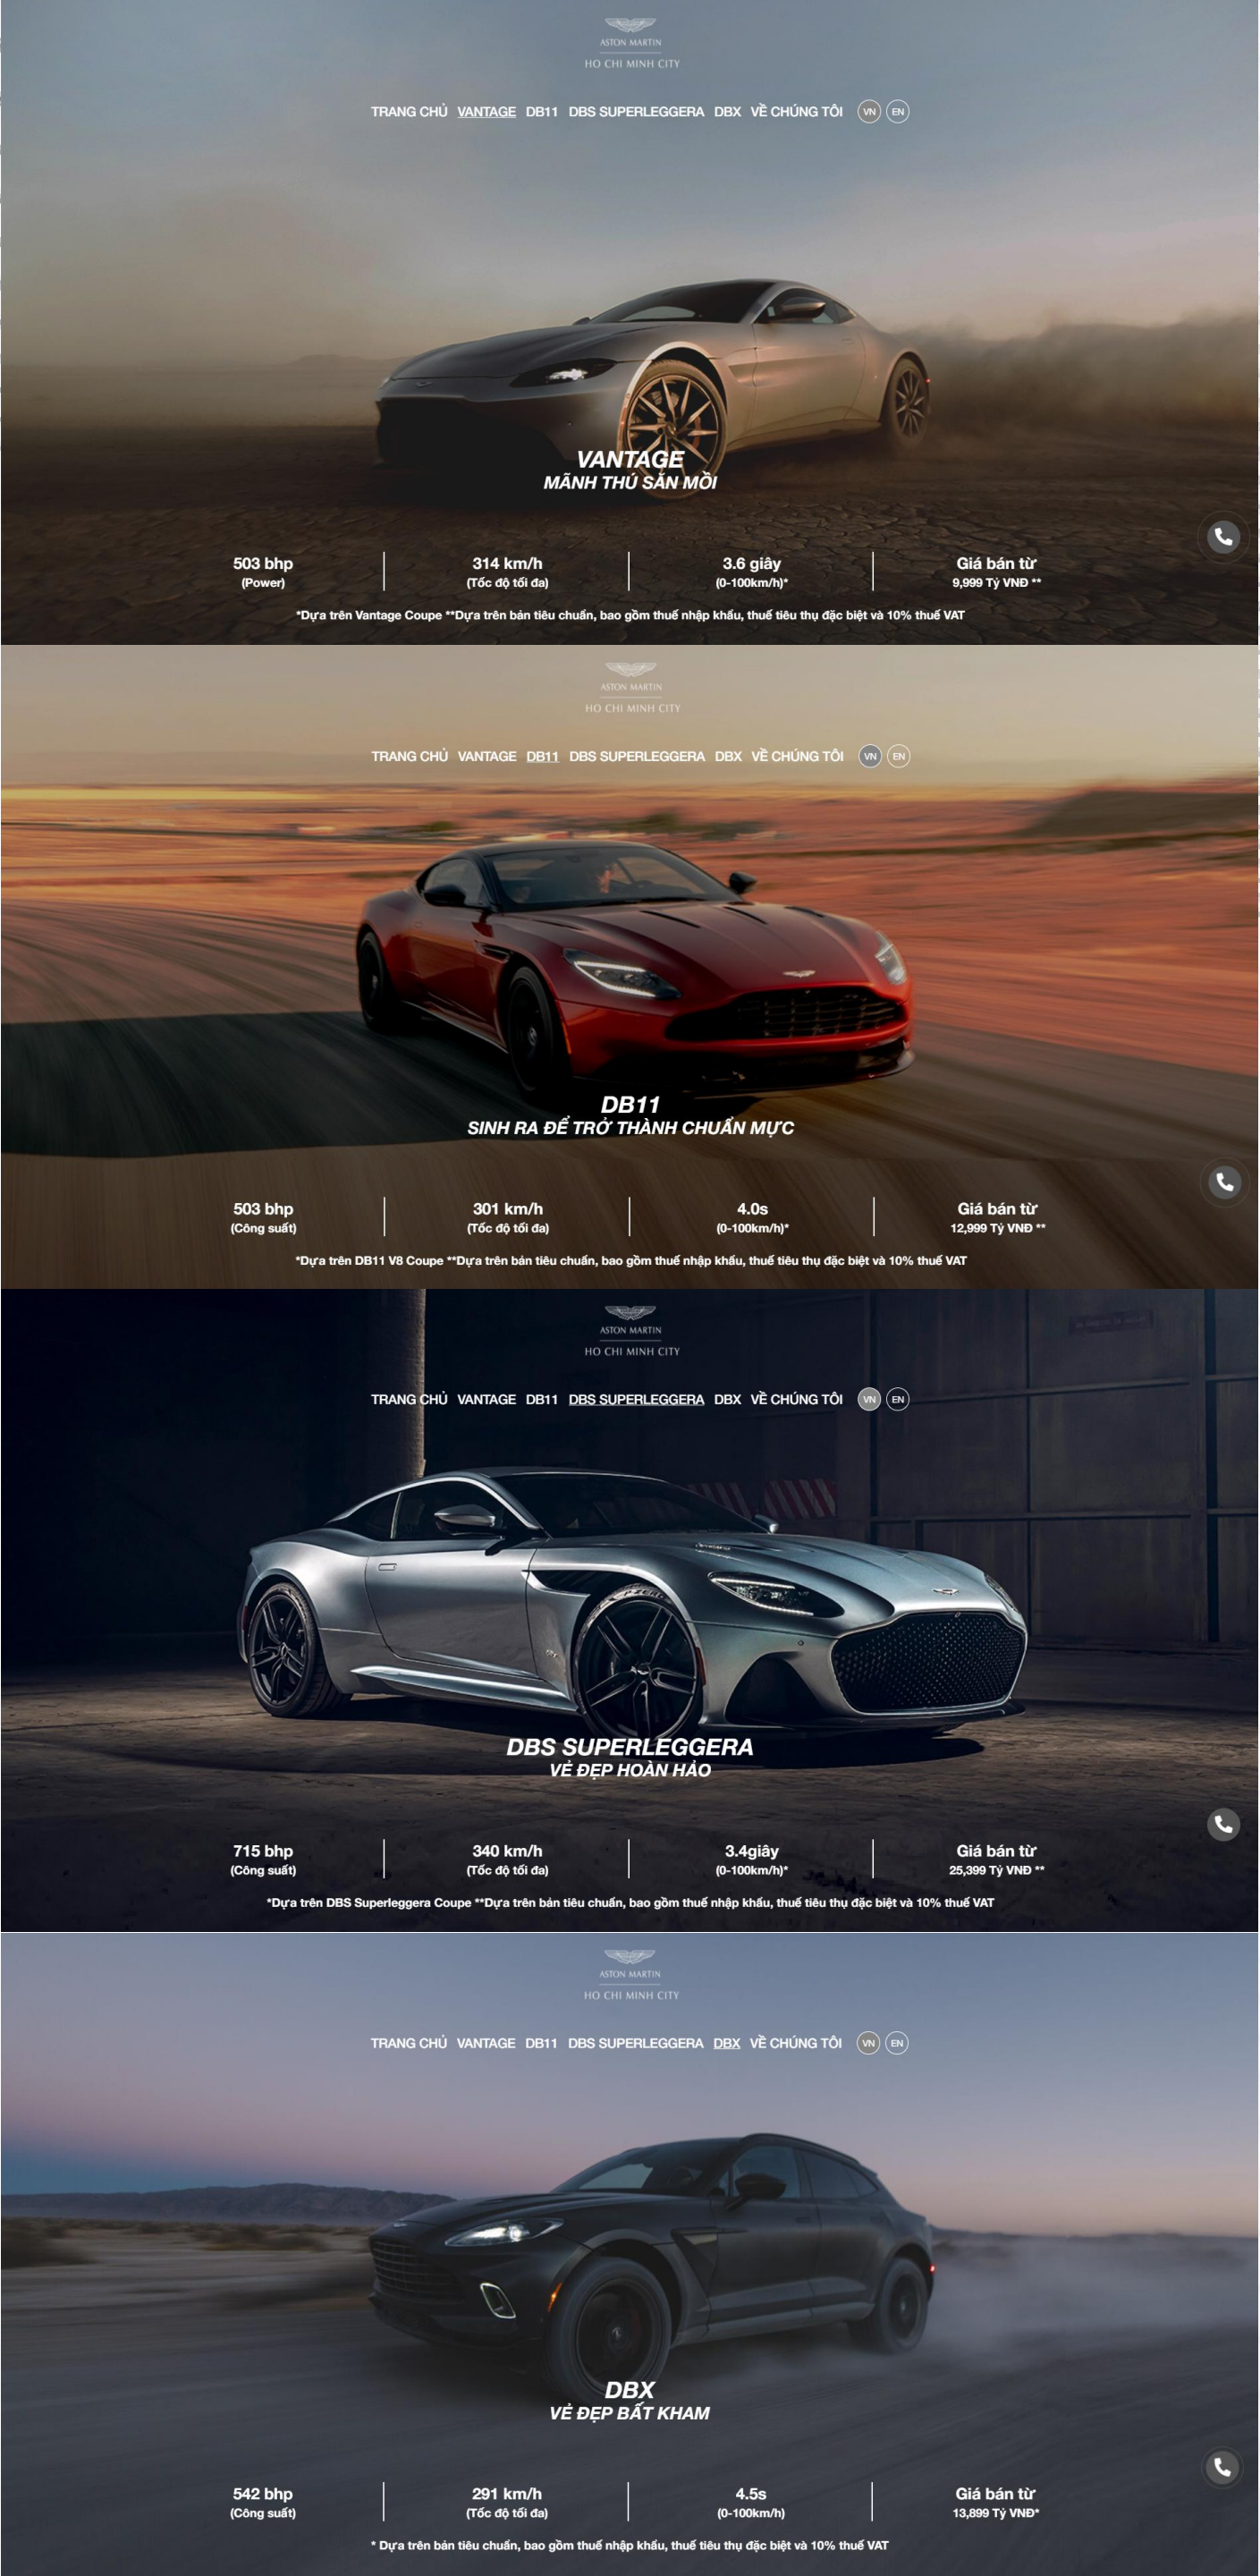 ASTON MARTIN
HO CHI MINH CITY
TRANG CHỦ VANTAGE DB11 DBS SUPERLEGGERA DBX VỀ CHÚNG TÔI VN EN
VANTAGE
MÃNH THÚ SĂN MỒI
503 bhp 314 km/h 3.6 giây Giá bán từ
(Power) (Tốc độ tối đa) (0-100km/h)* 9,999 Tỷ VNĐ **
*Dựa trên Vantage Coupe **Dựa trên bản tiêu chuẩn, bao gồm thuế nhập khẩu, thuế tiêu thụ đặc biệt và 10% thuế VAT
ASTON MARTIN
HO CHI MINH CITY
TRANG CHỦ VANTAGE DB11 DBS SUPERLEGGERA DBX VỀ CHÚNG TÔI VN EN
DB11
SINH RA ĐỂ TRỞ THÀNH CHUẨN MỰC
503 bhp 301 km/h 4.0s Giá bán từ
(Công suất) (Tốc độ tối đa) (0-100km/h)* 12,999 Tỷ VNĐ **
*Dựa trên DB11 V8 Coupe **Dựa trên bản tiêu chuẩn, bao gồm thuế nhập khẩu, thuế tiêu thụ đặc biệt và 10% thuế VAT
ASTON MARTIN
HO CHI MINH CITY
TRANG CHỦ VANTAGE DB11 DBS SUPERLEGGERA DBX VỀ CHÚNG TÔI VN EN
DBS SUPERLEGGERA
VẺ ĐẸP HOÀN HẢO
715 bhp 340 km/h 3.4giây Giá bán từ
(Công suất) (Tốc độ tối đa) (0-100km/h)* 25,399 Tỷ VNĐ **
*Dựa trên DBS Superleggera Coupe **Dựa trên bản tiêu chuẩn, bao gồm thuế nhập khẩu, thuế tiêu thụ đặc biệt và 10% thuế VAT
ASTON MARTIN
HO CHI MINH CITY
TRANG CHỦ VANTAGE DB11 DBS SUPERLEGGERA DBX VỀ CHÚNG TÔI VN EN
DBX
VẺ ĐẸP BẤT KHAM
542 bhp 291 km/h 4.5s Giá bán từ
(Công suất) (Tốc độ tối đa) (0-100km/h) 13,899 Tỷ VNĐ*
* Dựa trên bản tiêu chuẩn, bao gồm thuế nhập khẩu, thuế tiêu thụ đặc biệt và 10% thuế VAT